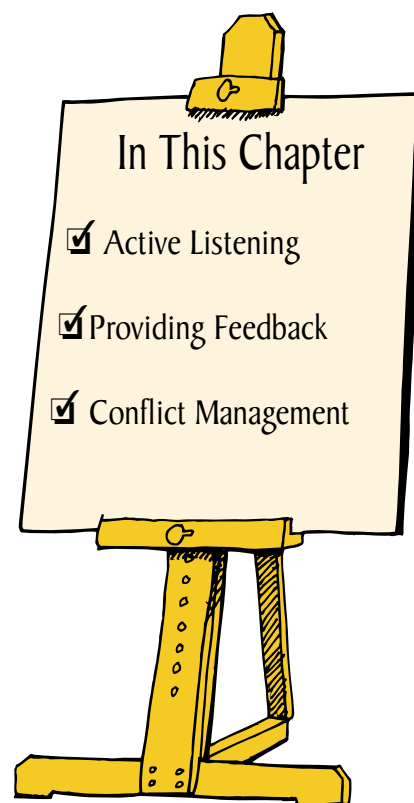 In This Chapter
Active Listening
Providing Feedback
Conflict Management